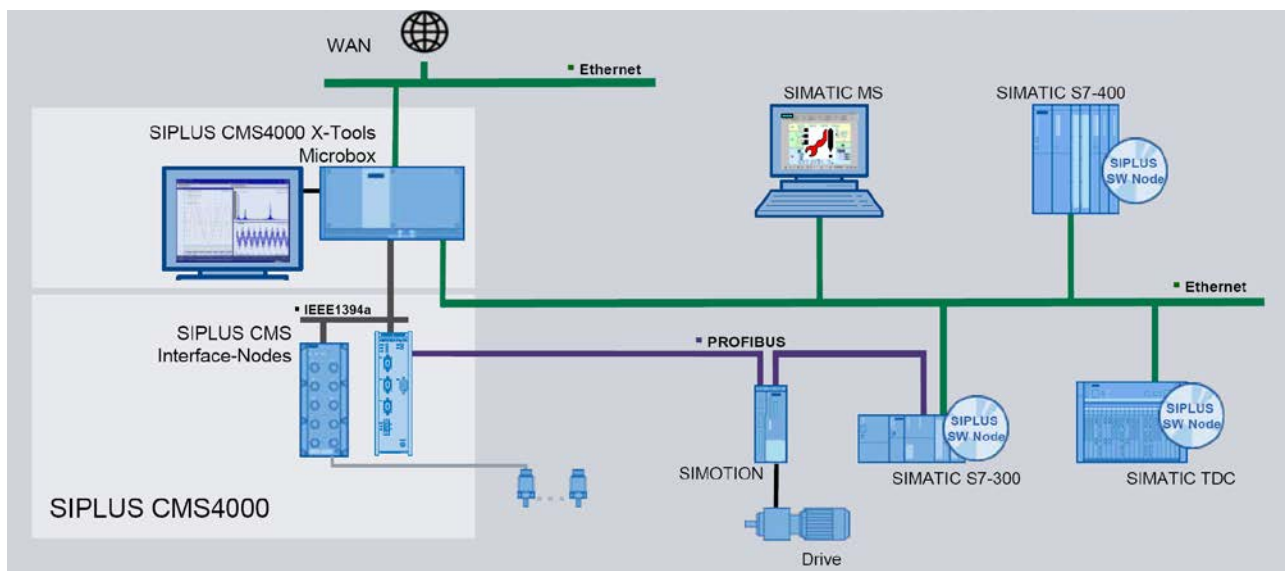 WAN
▪ Ethernet
SIMATIC MS
SIMATIC S7-400
SIPLUS CMS4000 X-Tools
Microbox
SIPLUS
SW Node
▪ Ethernet
▪ IEEE1394a
SIPLUS CMS
Interface-Nodes
▪ PROFIBUS
SIPLUS
SW Node
SIPLUS
SW Node
SIMOTION
SIMATIC S7-300
SIMATIC TDC
SIPLUS CMS4000
Drive